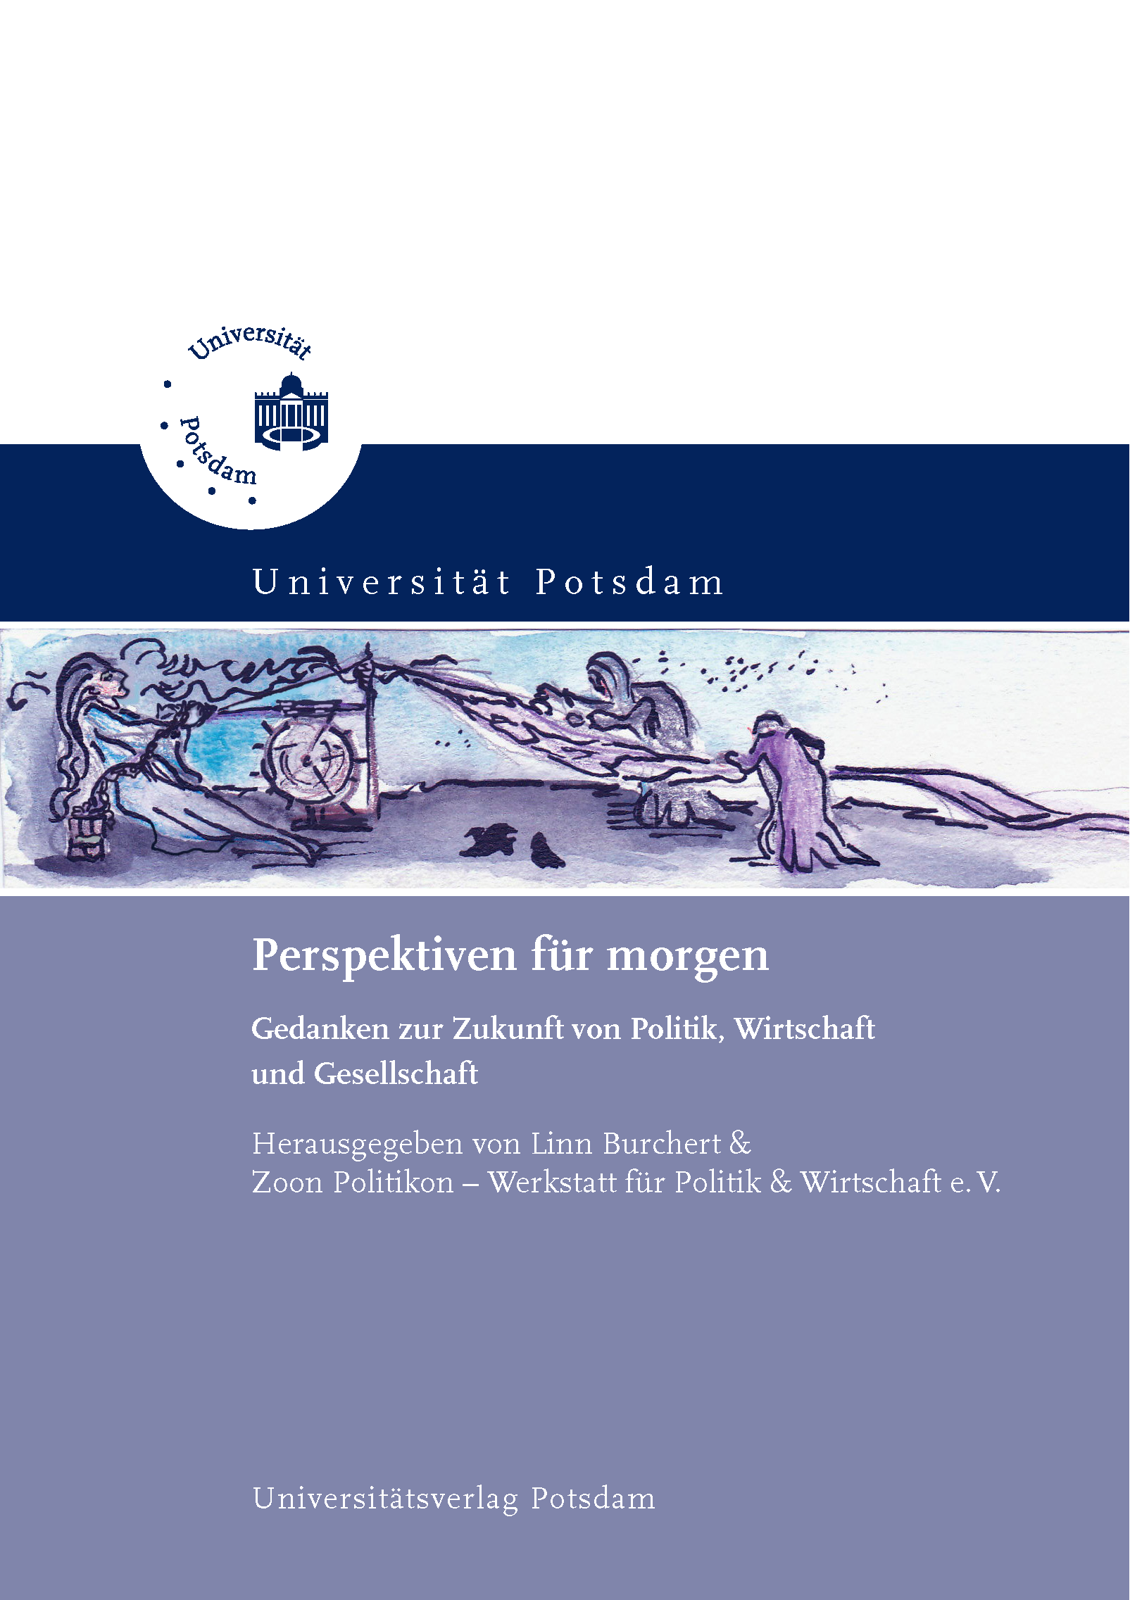 Universität
Potsdam
Universität Potsdam
Perspektiven für morgen
Gedanken zur Zukunft von Politik, Wirtschaft
und Gesellschaft
Herausgegeben von Linn Burchert &
Zoon Politikon – Werkstatt für Politik & Wirtschaft e. V.
Universitätsverlag Potsdam